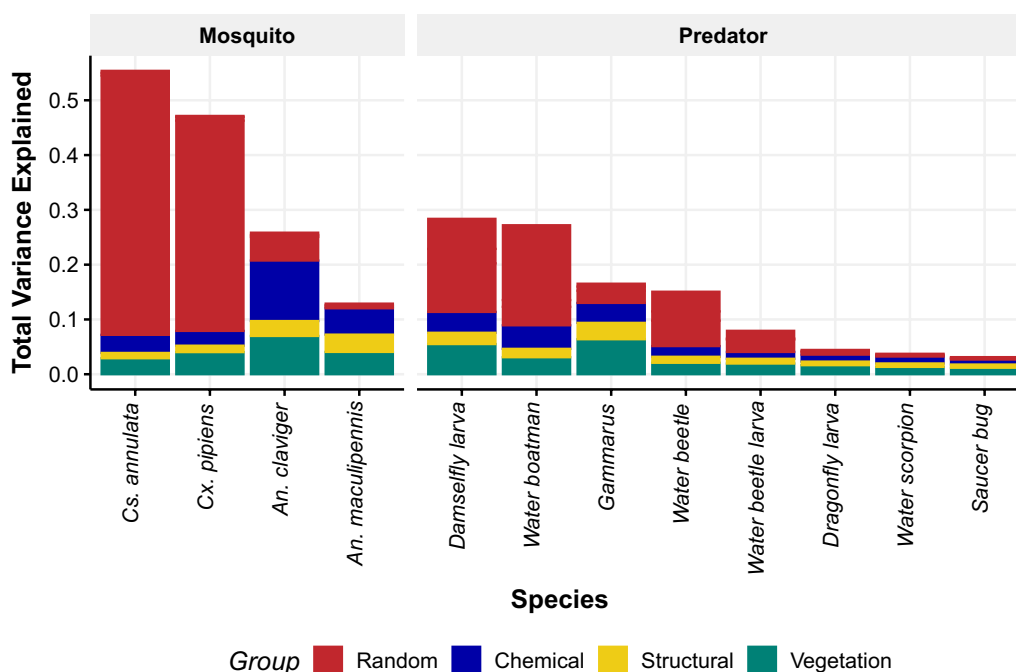 Mosquito
Predator
Total Variance Explained
0.5
0.4
0.3
0.2
0.1
0.0
Cs. annulata
Cx. pipiens
An. claviger
An. maculipennis
Damselfly larva
Water boatman
Gammarus
Water beetle
Water beetle larva
Dragonfly larva
Water scorpion
Saucer bug
Species
Group Random Chemical Structural Vegetation